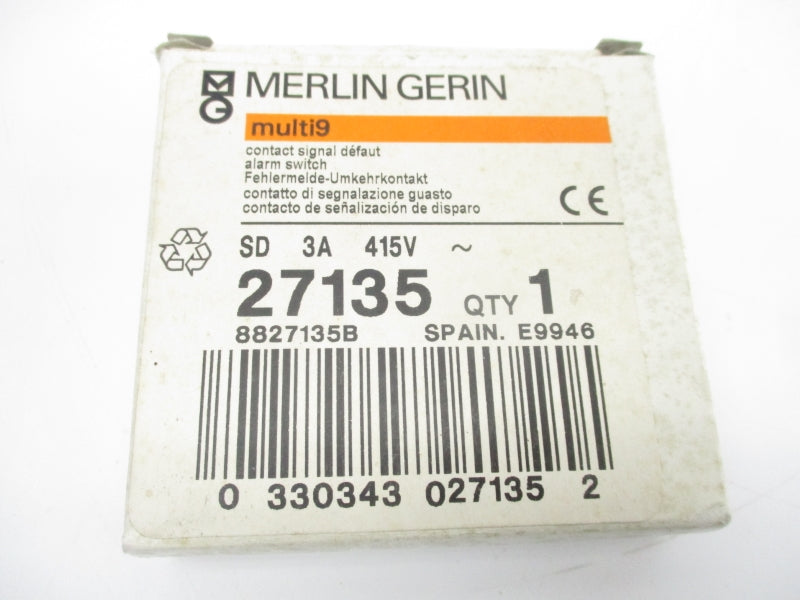 MG MERLIN GERIN
multi9
contact signal défaut
alarm switch
Fehlermelde-Umkehrkontakt
contatto di segnalazione guasto
contacto de señalización de disparo
CE
SD 3A 415V ~
27135 QTY 1
8827135B SPAIN. E9946
0 330343 027135 2